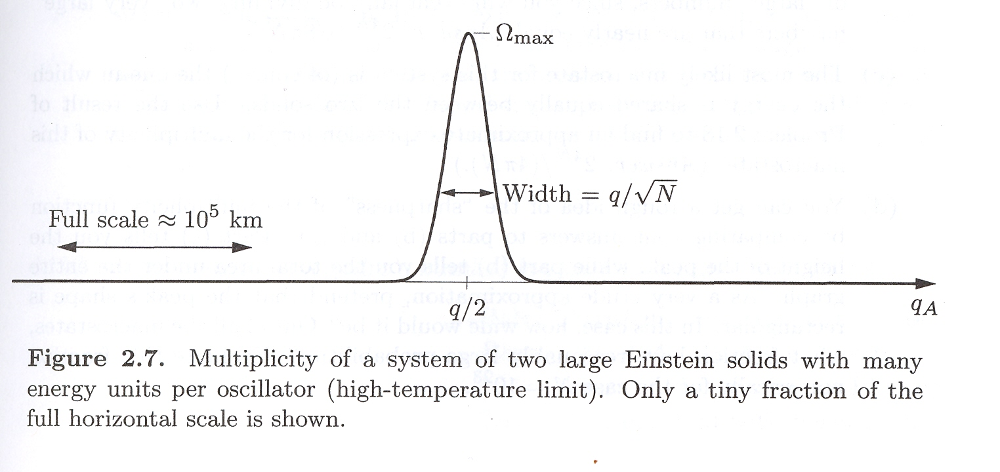 Ωmax
Width = q/√N
Full scale ≈ 10⁵ km
q/2
qA
Figure 2.7. Multiplicity of a system of two large Einstein solids with many
energy units per oscillator (high-temperature limit). Only a tiny fraction of the
full horizontal scale is shown.